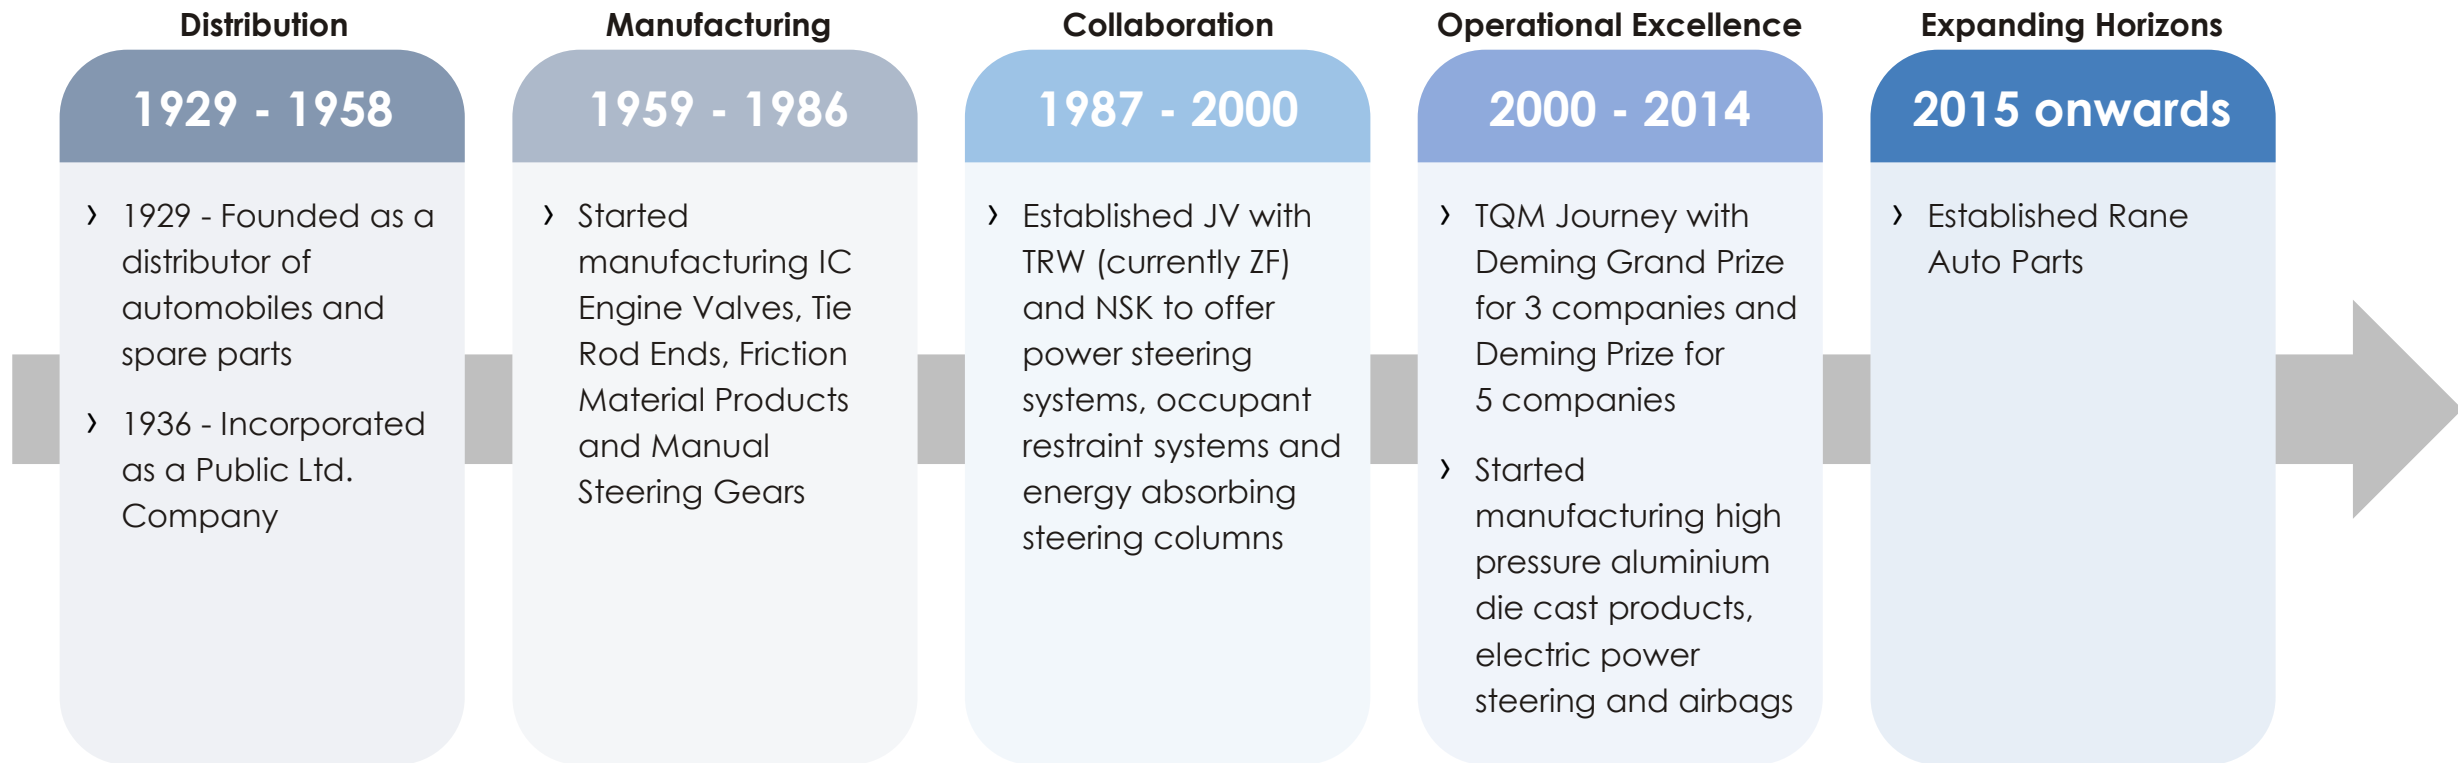 Distribution
1929 - 1958
› 1929 - Founded as a
distributor of
automobiles and
spare parts
› 1936 - Incorporated
as a Public Ltd.
Company
Manufacturing
1959 - 1986
› Started
manufacturing IC
Engine Valves, Tie
Rod Ends, Friction
Material Products
and Manual
Steering Gears
Collaboration
1987 - 2000
› Established JV with
TRW (currently ZF)
and NSK to offer
power steering
systems, occupant
restraint systems and
energy absorbing
steering columns
Operational Excellence
2000 - 2014
› TQM Journey with
Deming Grand Prize
for 3 companies and
Deming Prize for
5 companies
› Started
manufacturing high
pressure aluminium
die cast products,
electric power
steering and airbags
Expanding Horizons
2015 onwards
› Established Rane
Auto Parts